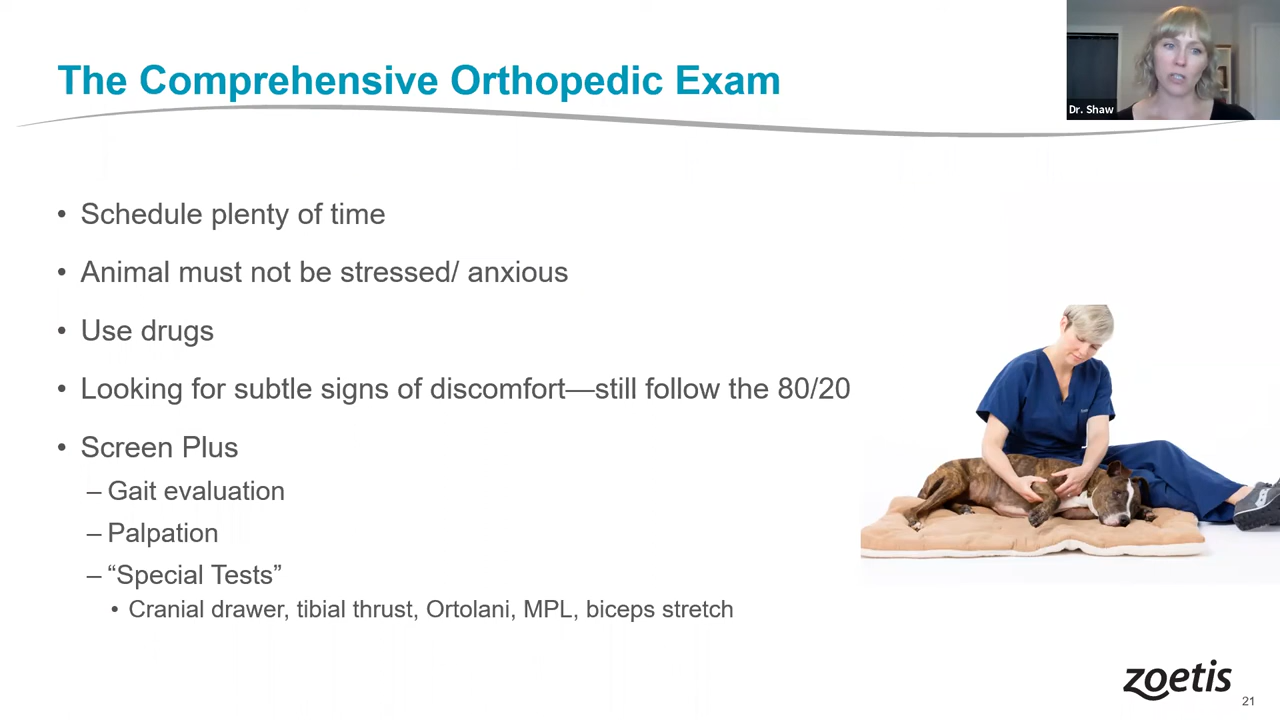 The Comprehensive Orthopedic Exam
Dr. Shaw
• Schedule plenty of time
• Animal must not be stressed/ anxious
• Use drugs
• Looking for subtle signs of discomfort—still follow the 80/20
• Screen Plus
– Gait evaluation
– Palpation
– “Special Tests”
• Cranial drawer, tibial thrust, Ortolani, MPL, biceps stretch
zoetis
21